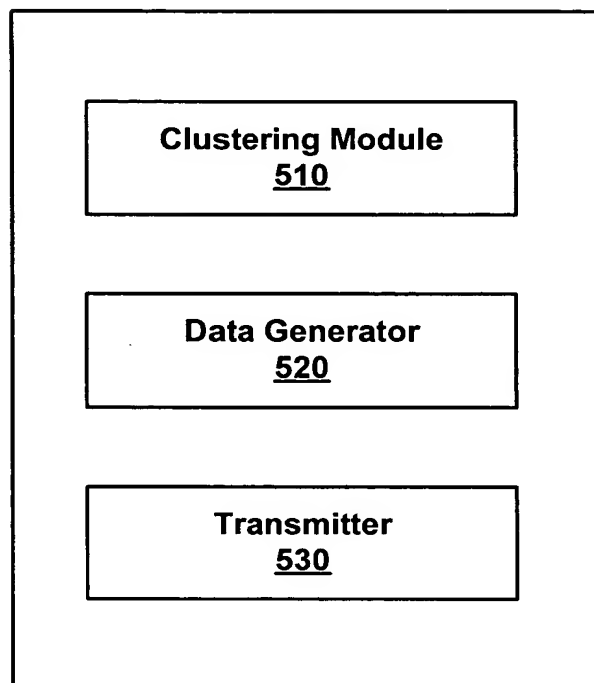 Clustering Module
510
Data Generator
520
Transmitter
530